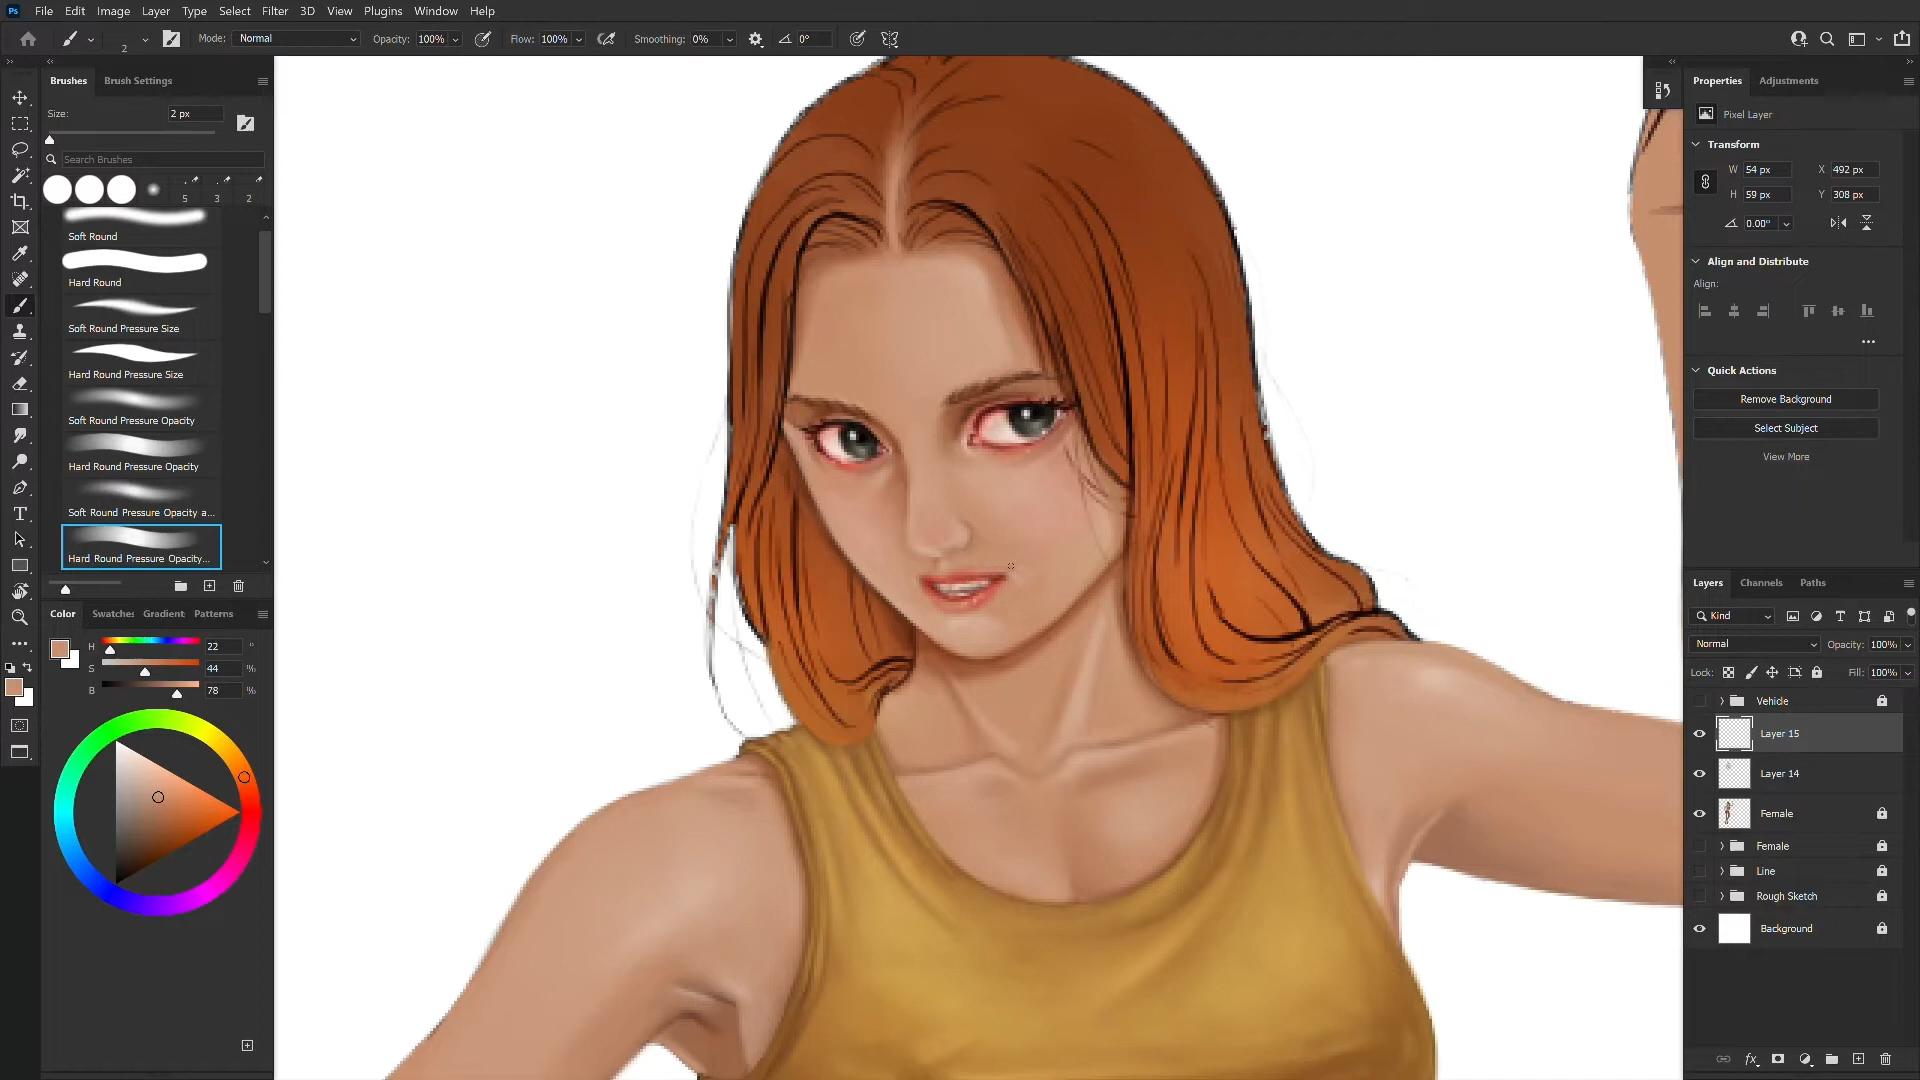 Ps File Edit Image Layer Type Select Filter 3D View Plugins Window Help
2 Mode: Normal Opacity: 100% Flow: 100% Smoothing: 0% 0°
Brushes Brush Settings
Size: 2 px
Search Brushes
5 3 2
Soft Round
Hard Round
Soft Round Pressure Size
Hard Round Pressure Size
Soft Round Pressure Opacity
Hard Round Pressure Opacity
Soft Round Pressure Opacity a...
Hard Round Pressure Opacity...
Color Swatches Gradient Patterns
H 22 °
S 44 %
B 78 %
Properties Adjustments
Pixel Layer
Transform
W 54 px X 492 px
H 59 px Y 308 px
0.00°
Align and Distribute
Align:
Quick Actions
Remove Background
Select Subject
View More
Layers Channels Paths
Kind
Normal Opacity: 100%
Lock: Fill: 100%
Vehicle
Layer 15
Layer 14
Female
Female
Line
Rough Sketch
Background
fx